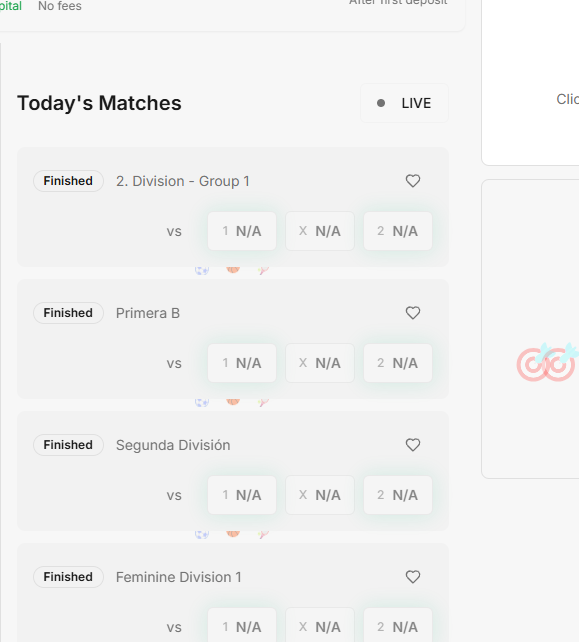 pital No fees
After first deposit
Clic
Today's Matches
LIVE
Finished 2. Division - Group 1
vs 1 N/A X N/A 2 N/A
Finished Primera B
vs 1 N/A X N/A 2 N/A
Finished Segunda División
vs 1 N/A X N/A 2 N/A
Finished Feminine Division 1
vs 1 N/A X N/A 2 N/A